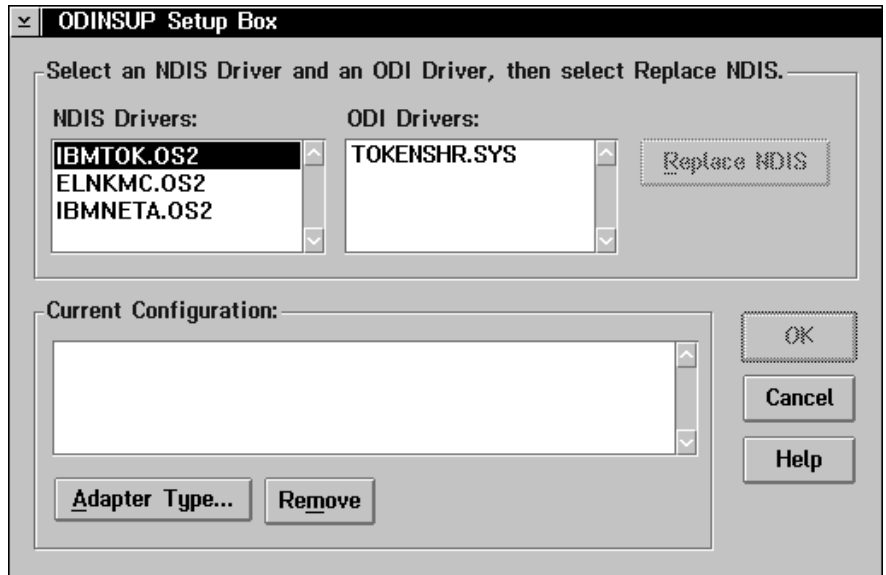 ODINSUP Setup Box
Select an NDIS Driver and an ODI Driver, then select Replace NDIS.
NDIS Drivers:
ODI Drivers:
IBMTOK.OS2
TOKENSHR.SYS
Replace NDIS
ELNKMC.OS2
IBMNETA.OS2
Current Configuration:
OK
Cancel
Help
Adapter Type...
Remove